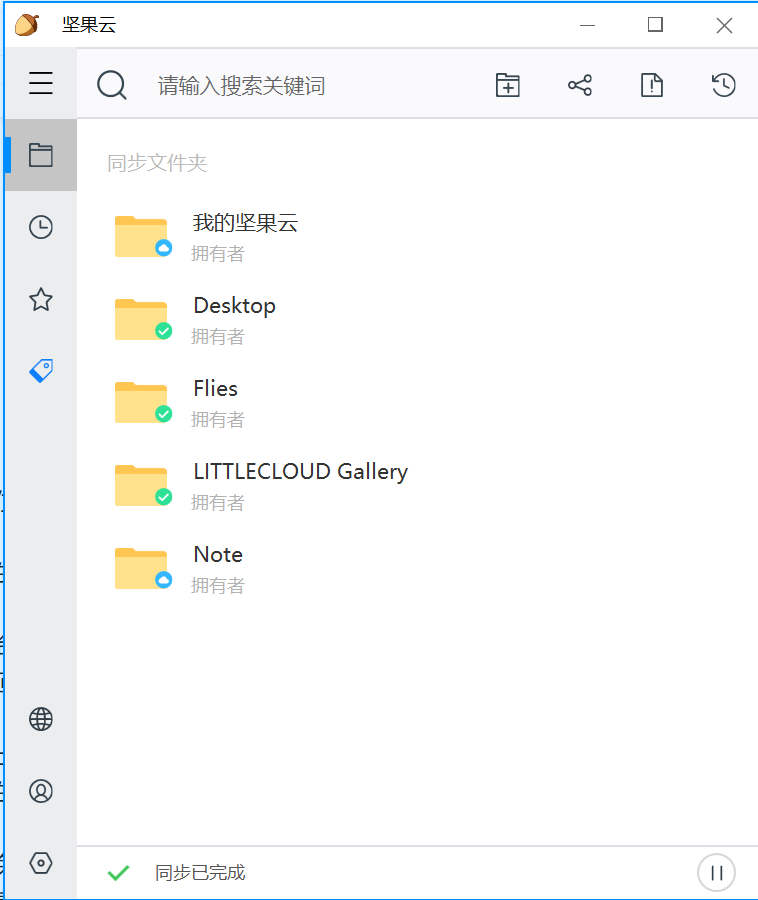 坚果云
请输入搜索关键词
同步文件夹
我的坚果云
拥有者
Desktop
拥有者
Flies
拥有者
LITTLECLOUD Gallery
拥有者
Note
拥有者
同步已完成